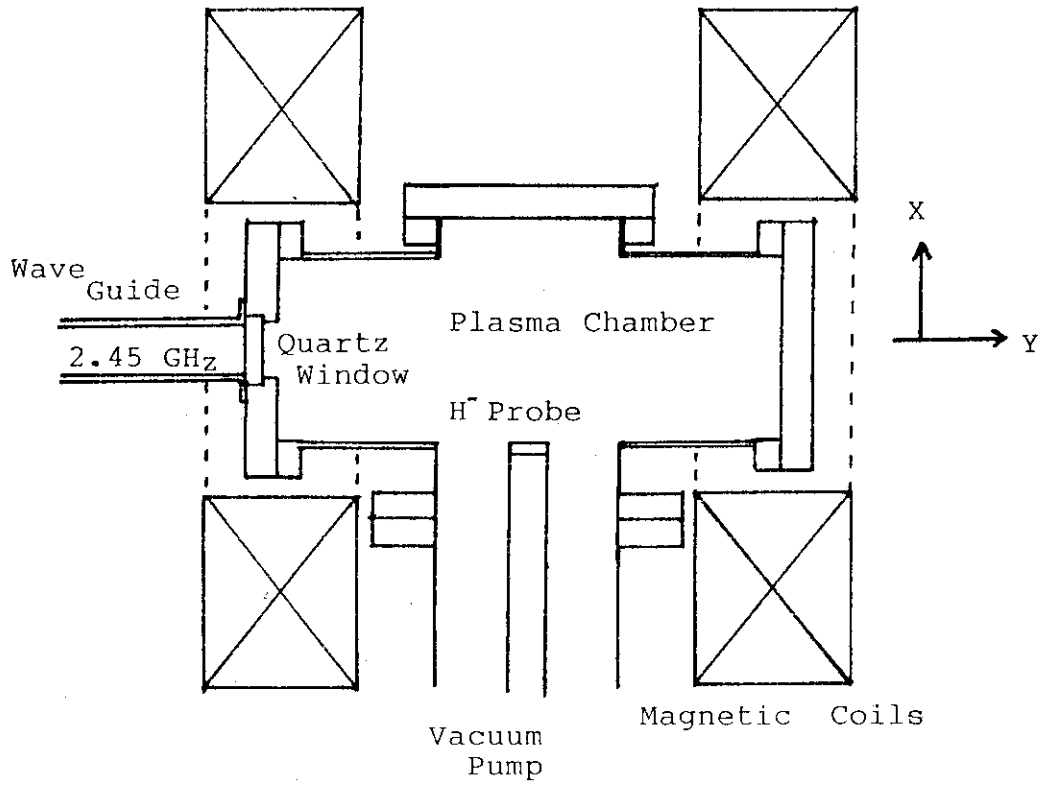 X
Wave
Guide
Plasma Chamber
Y
2.45 GHz
Quartz
Window
H⁻ Probe
Magnetic Coils
Vacuum
Pump